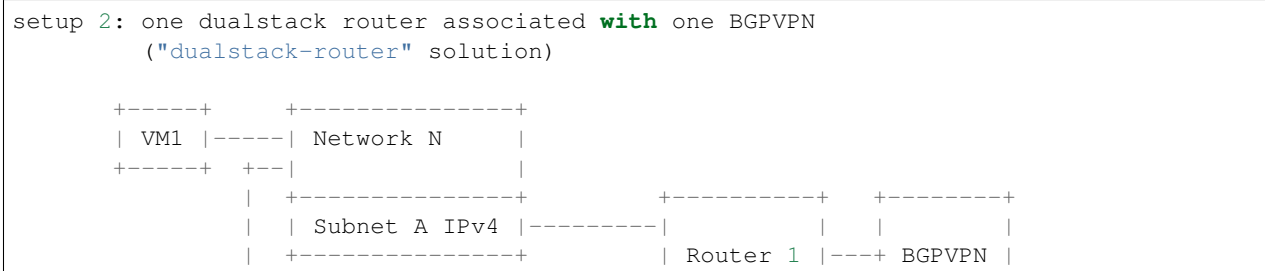 setup 2: one dualstack router associated with one BGPVPN
         ("dualstack-router" solution)

       +-----+     +---------------+
       | VM1 |-----| Network N     |
       +-----+  +--|               |
                |  +---------------+         +----------+   +--------+
                |  | Subnet A IPv4 |---------|          |   |        |
                |  +---------------+         | Router 1 |---+ BGPVPN |